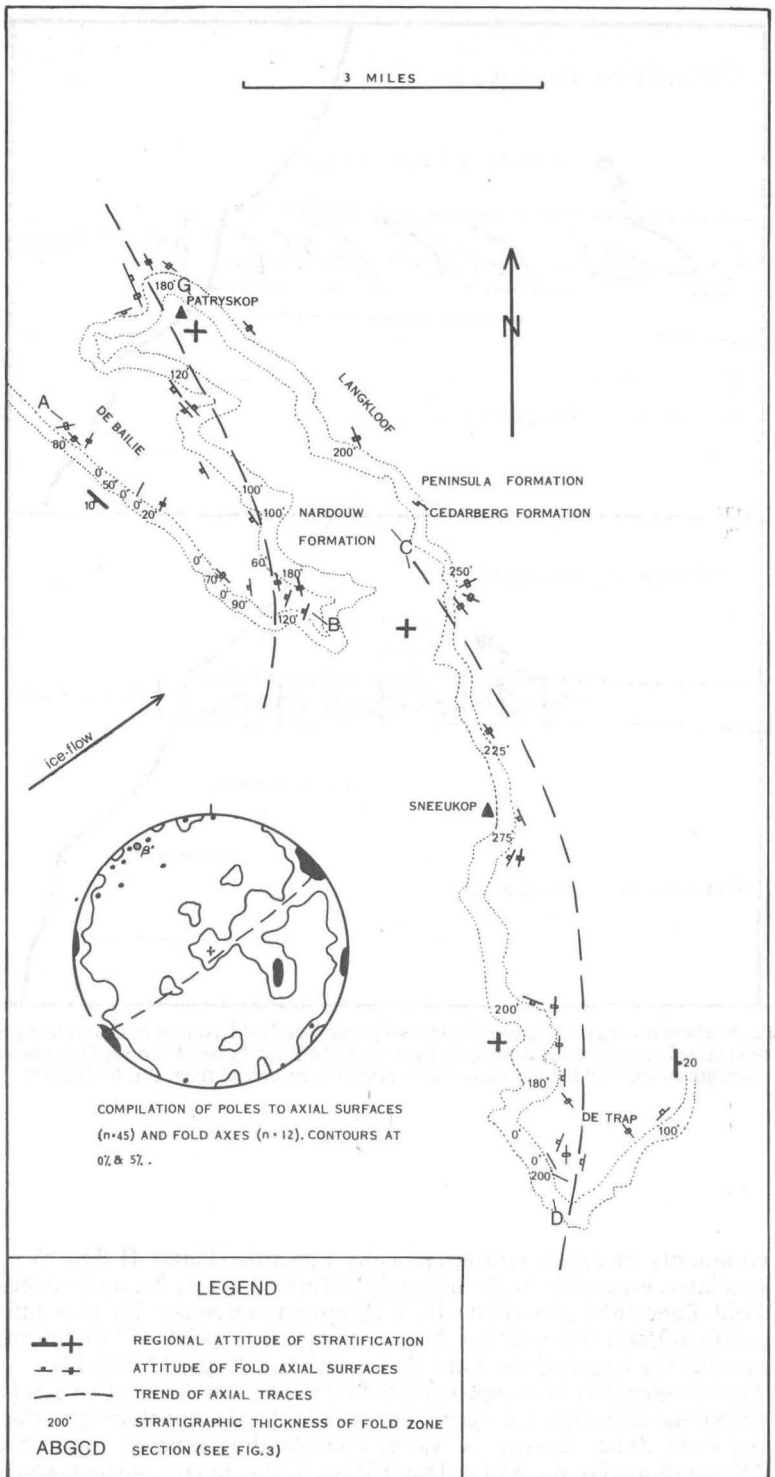 3 MILES
N
180'
G
PATRYSKOP
120'
A
DE BAILIE
80'
LANGKLOOF
200'
0'
50'
0'
0'
20'
10
100'
100'
NARDOUW
FORMATION
PENINSULA FORMATION
CEDARBERG FORMATION
C
0'
70'
0'
90'
60'
180'
120'
B
250'
ice-flow
225'
SNEEUKOP
275'
β'
200'
180'
20
DE TRAP
100'
0'
0'
200'
D
COMPILATION OF POLES TO AXIAL SURFACES
(n=45) AND FOLD AXES (n=12). CONTOURS AT
0% & 5%.
LEGEND
REGIONAL ATTITUDE OF STRATIFICATION
ATTITUDE OF FOLD AXIAL SURFACES
TREND OF AXIAL TRACES
200' STRATIGRAPHIC THICKNESS OF FOLD ZONE
ABGCD SECTION (SEE FIG.3)